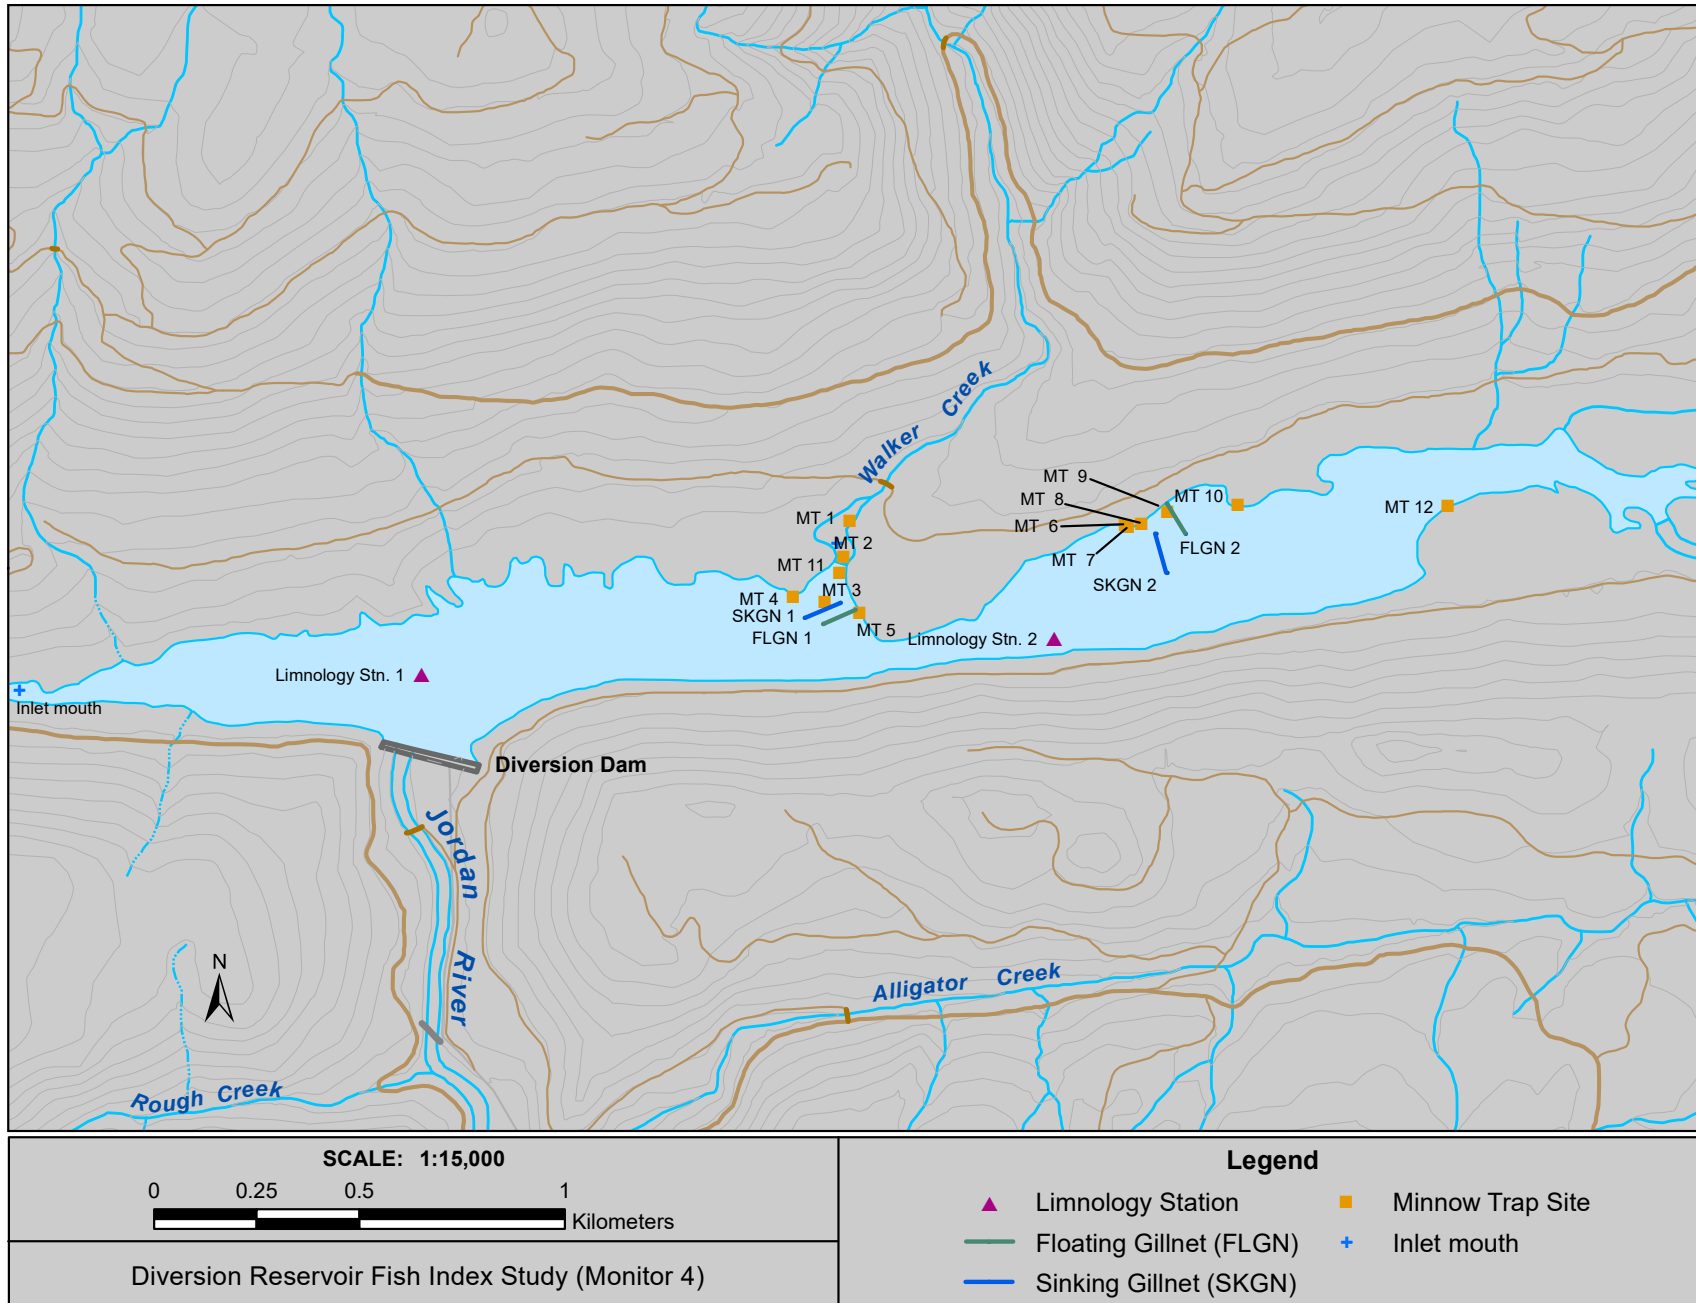 Walker Creek
MT 9
MT 8
MT 10
MT 6
MT 7
MT 12
FLGN 2
SKGN 2
MT 1
MT 2
MT 11
MT 3
MT 4
SKGN 1
FLGN 1
MT 5
Limnology Stn. 2
Limnology Stn. 1
Inlet mouth
Diversion Dam
Jordan River
N
Alligator Creek
Rough Creek
SCALE: 1:15,000
0 0.25 0.5 1
Kilometers
Diversion Reservoir Fish Index Study (Monitor 4)
Legend
Limnology Station
Minnow Trap Site
Floating Gillnet (FLGN)
Inlet mouth
Sinking Gillnet (SKGN)